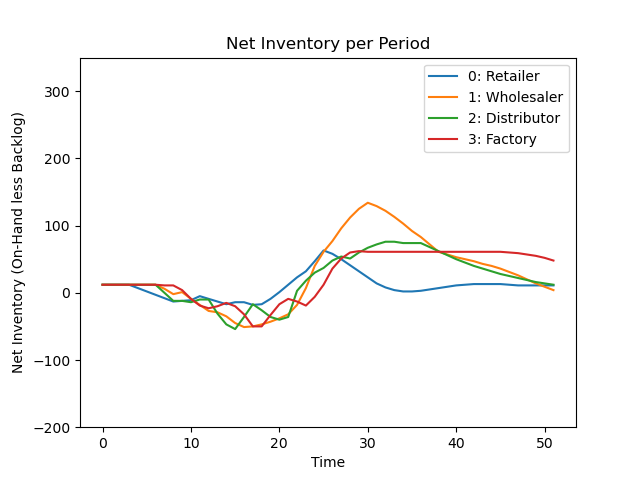 Net Inventory per Period
Net Inventory (On-Hand less Backlog)
300
200
100
0
−100
−200
0
10
20
30
40
50
Time
0: Retailer
1: Wholesaler
2: Distributor
3: Factory